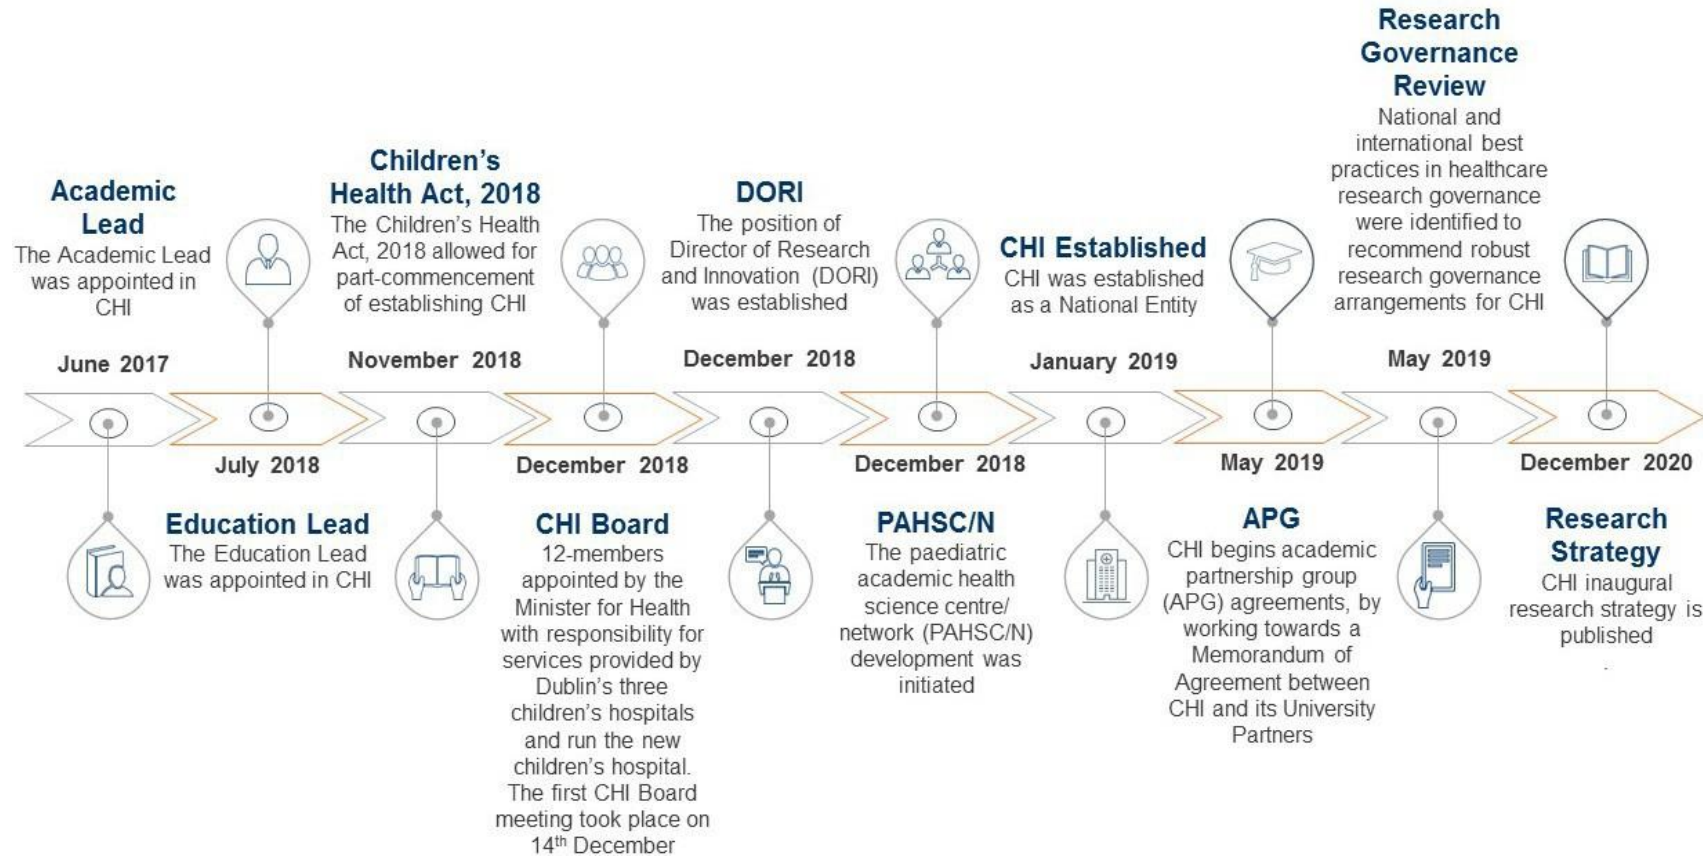 Academic
Lead
The Academic Lead
was appointed in
CHI
June 2017
July 2018
Education Lead
The Education Lead
was appointed in CHI
Children’s
Health Act, 2018
The Children’s Health
Act, 2018 allowed for
part-commencement
of establishing CHI
November 2018
December 2018
CHI Board
12-members
appointed by the
Minister for Health
with responsibility for
services provided by
Dublin’s three
children’s hospitals
and run the new
children’s hospital.
The first CHI Board
meeting took place on
14th December
DORI
The position of
Director of Research
and Innovation (DORI)
was established
December 2018
December 2018
PAHSC/N
The paediatric
academic health
science centre/
network (PAHSC/N)
development was
initiated
CHI Established
CHI was established
as a National Entity
January 2019
May 2019
APG
CHI begins academic
partnership group
(APG) agreements, by
working towards a
Memorandum of
Agreement between
CHI and its University
Partners
Research
Governance
Review
National and
international best
practices in healthcare
research governance
were identified to
recommend robust
research governance
arrangements for CHI
May 2019
December 2020
Research
Strategy
CHI inaugural
research strategy is
published
.